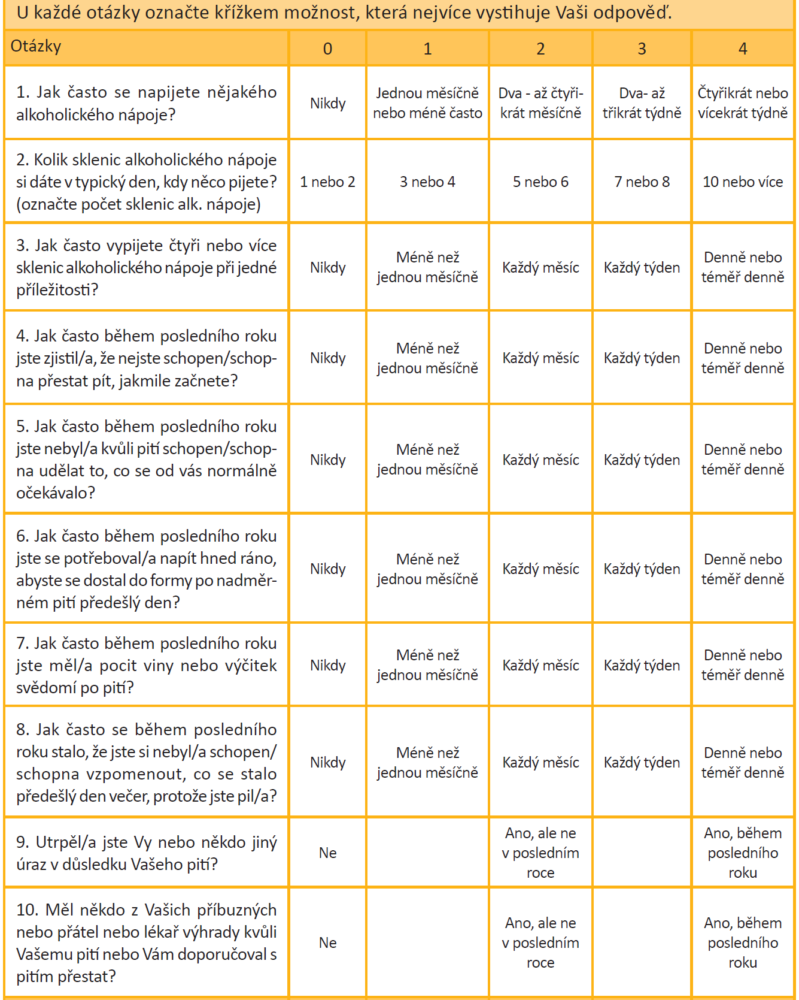 U každé otázky označte křížkem možnost, která nejvíce vystihuje Vaši odpověď.
Otázky 0 1 2 3 4
1. Jak často se napijete nějakého
alkoholického nápoje?
Nikdy
Jednou měsíčně
nebo méně často
Dva - až čtyři-
krát měsíčně
Dva- až
třikrát týdně
Čtyřikrát nebo
vícekrát týdně
2. Kolik sklenic alkoholického nápoje
si dáte v typický den, kdy něco pijete?
(označte počet sklenic alk. nápoje)
1 nebo 2
3 nebo 4
5 nebo 6
7 nebo 8
10 nebo více
3. Jak často vypijete čtyři nebo více
sklenic alkoholického nápoje při jedné
příležitosti?
Nikdy
Méně než
jednou měsíčně
Každý měsíc
Každý týden
Denně nebo
téměř denně
4. Jak často během posledního roku
jste zjistil/a, že nejste schopen/schop-
na přestat pít, jakmile začnete?
Nikdy
Méně než
jednou měsíčně
Každý měsíc
Každý týden
Denně nebo
téměř denně
5. Jak často během posledního roku
jste nebyl/a kvůli pití schopen/schop-
na udělat to, co se od vás normálně
očekávalo?
Nikdy
Méně než
jednou měsíčně
Každý měsíc
Každý týden
Denně nebo
téměř denně
6. Jak často během posledního roku
jste se potřeboval/a napít hned ráno,
abyste se dostal do formy po nadměr-
ném pití předešlý den?
Nikdy
Méně než
jednou měsíčně
Každý měsíc
Každý týden
Denně nebo
téměř denně
7. Jak často během posledního roku
jste měl/a pocit viny nebo výčitek
svědomí po pití?
Nikdy
Méně než
jednou měsíčně
Každý měsíc
Každý týden
Denně nebo
téměř denně
8. Jak často se během posledního
roku stalo, že jste si nebyl/a schopen/
schopna vzpomenout, co se stalo
předešlý den večer, protože jste pil/a?
Nikdy
Méně než
jednou měsíčně
Každý měsíc
Každý týden
Denně nebo
téměř denně
9. Utrpěl/a jste Vy nebo někdo jiný
úraz v důsledku Vašeho pití?
Ne
Ano, ale ne
v posledním
roce
Ano, během
posledního
roku
10. Měl někdo z Vašich příbuzných
nebo přátel nebo lékař výhrady kvůli
Vašemu pití nebo Vám doporučoval s
pitím přestat?
Ne
Ano, ale ne
v posledním
roce
Ano, během
posledního
roku